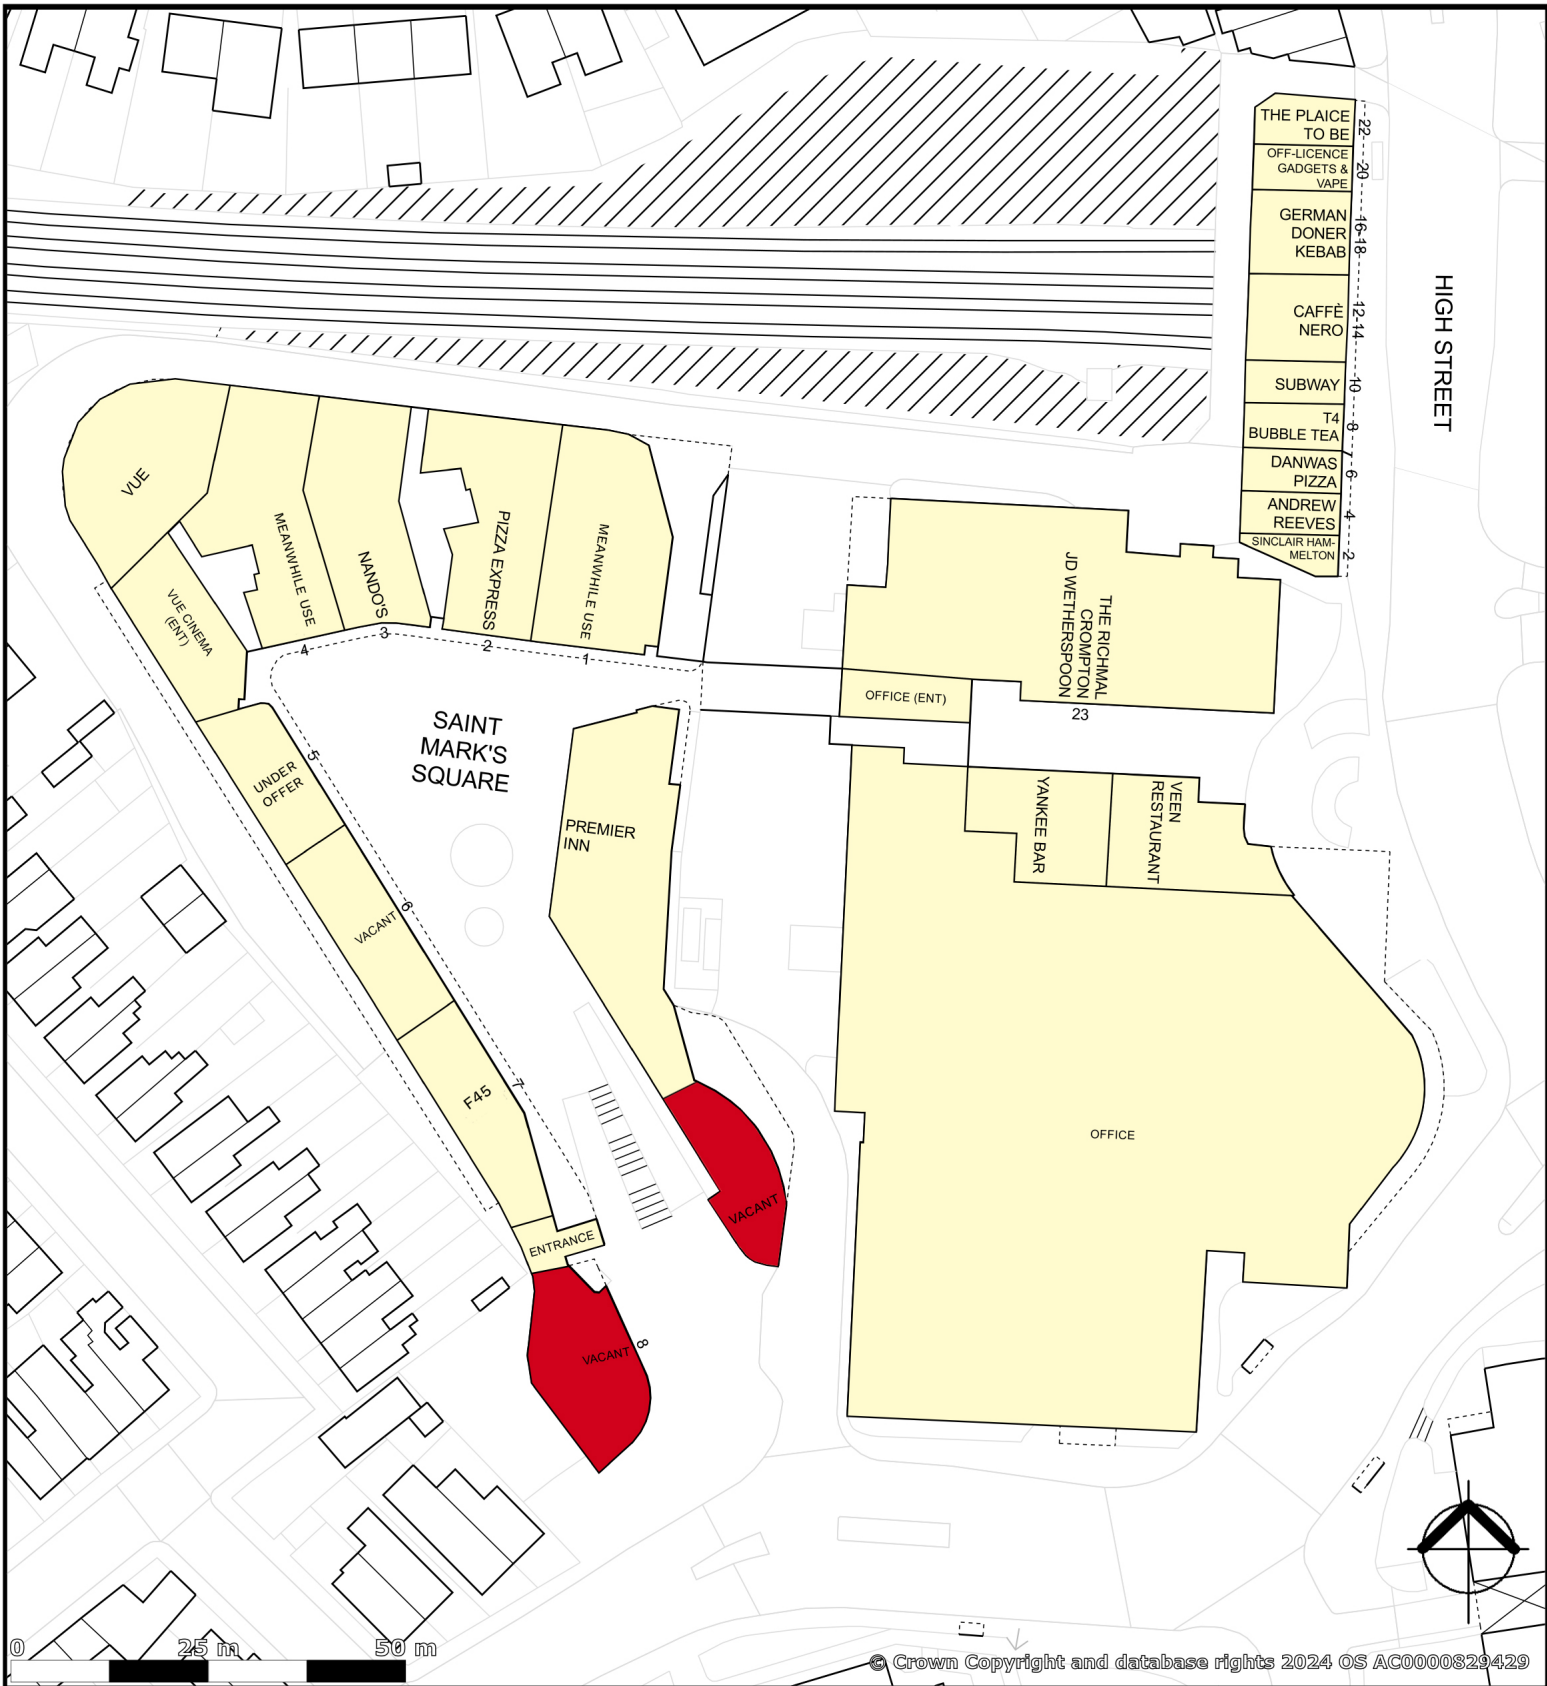 THE PLAICE
TO BE
22
OFF-LICENCE
GADGETS &
VAPE
20
GERMAN
DONER
KEBAB
16-18
CAFFÈ
NERO
12-14
SUBWAY
10
T4
BUBBLE TEA
8
DANWAS
PIZZA
6
ANDREW
REEVES
4
SINCLAIR HAM-
MELTON
2
HIGH STREET
VUE
MEANWHILE USE
4
NANDO'S
3
PIZZA EXPRESS
2
MEANWHILE USE
1
VUE CINEMA
(ENT)
THE RICHMAL
CROMPTON
JD WETHERSPOON
23
OFFICE (ENT)
SAINT
MARK'S
SQUARE
UNDER
OFFER
5
PREMIER
INN
YANKEE BAR
VEEN
RESTAURANT
VACANT
6
F45
7
OFFICE
VACANT
ENTRANCE
VACANT
8
0
25 m
50 m
© Crown Copyright and database rights 2024 OS AC0000829429